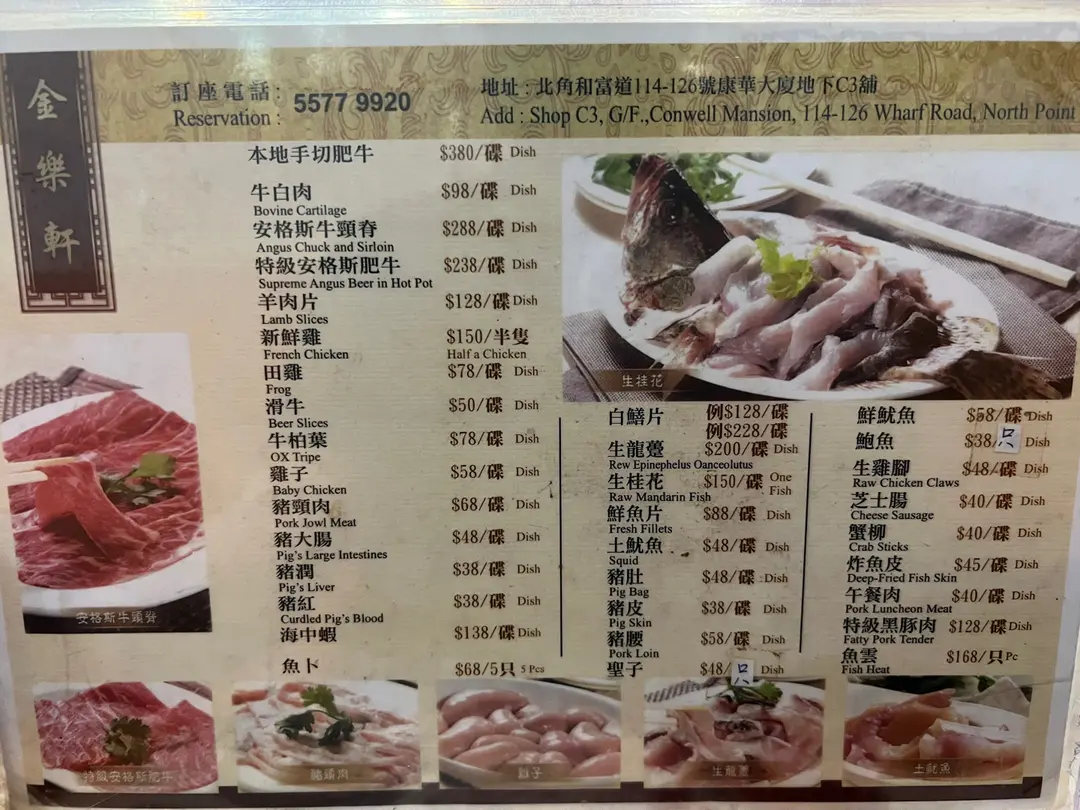 金樂軒
訂座電話: 5577 9920
Reservation :
地址 : 北角和富道114-126號康華大廈地下C3舖
Add : Shop C3, G/F.,Conwell Mansion, 114-126 Wharf Road, North Point
本地手切肥牛 $380/碟 Dish
牛白肉 $98/碟 Dish
Bovine Cartilage
安格斯牛頸脊 $288/碟 Dish
Angus Chuck and Sirloin
特級安格斯肥牛 $238/碟 Dish
Supreme Angus Beer in Hot Pot
羊肉片 $128/碟 Dish
Lamb Slices
新鮮雞 $150/半隻
French Chicken Half a Chicken
田雞 $78/碟 Dish
Frog
滑牛 $50/碟 Dish
Beer Slices
牛柏葉 $78/碟 Dish
OX Tripe
雞子 $58/碟 Dish
Baby Chicken
豬頸肉 $68/碟 Dish
Pork Jowl Meat
豬大腸 $48/碟 Dish
Pig's Large Intestines
豬潤 $38/碟 Dish
Pig's Liver
豬紅 $38/碟 Dish
Curdled Pig's Blood
海中蝦 $138/碟 Dish
魚卜 $68/5只 5 Pcs
生桂花
白鱔片 例$128/碟
例$228/碟
生龍躉 $200/碟 Dish
Rew Epinephelus Oanceolutus
生桂花 $150/碟 One Fish
Raw Mandarin Fish
鮮魚片 $88/碟 Dish
Fresh Fillets
土魷魚 $48/碟 Dish
Squid
豬肚 $48/碟 Dish
Pig Bag
豬皮 $38/碟 Dish
Pig Skin
豬腰 $58/碟 Dish
Pork Loin
聖子 $48/只 Dish
鮮魷魚 $58/碟 Dish
鮑魚 $38/只 Dish
生雞腳 $48/碟 Dish
Raw Chicken Claws
芝士腸 $40/碟 Dish
Cheese Sausage
蟹柳 $40/碟 Dish
Crab Sticks
炸魚皮 $45/碟 Dish
Deep-Fried Fish Skin
午餐肉 $40/碟 Dish
Pork Luncheon Meat
特級黑豚肉 $128/碟 Dish
Fatty Pork Tender
魚雲 $168/只 Pc
Fish Heat
安格斯牛頸脊
特級安格斯肥牛
豬頸肉
雞子
生龍躉
土魷魚